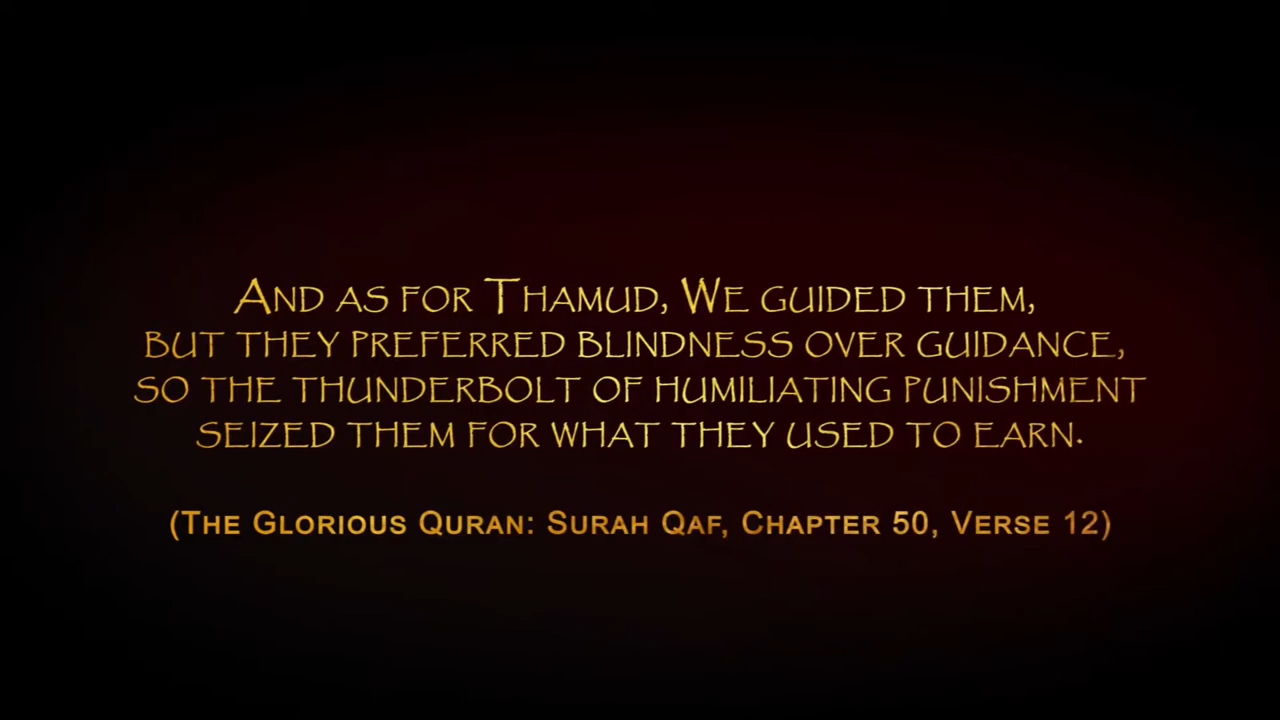 And as for Thamud, We guided them,
but they preferred blindness over guidance,
so the thunderbolt of humiliating punishment
seized them for what they used to earn.
(The Glorious Quran: Surah Qaf, Chapter 50, Verse 12)